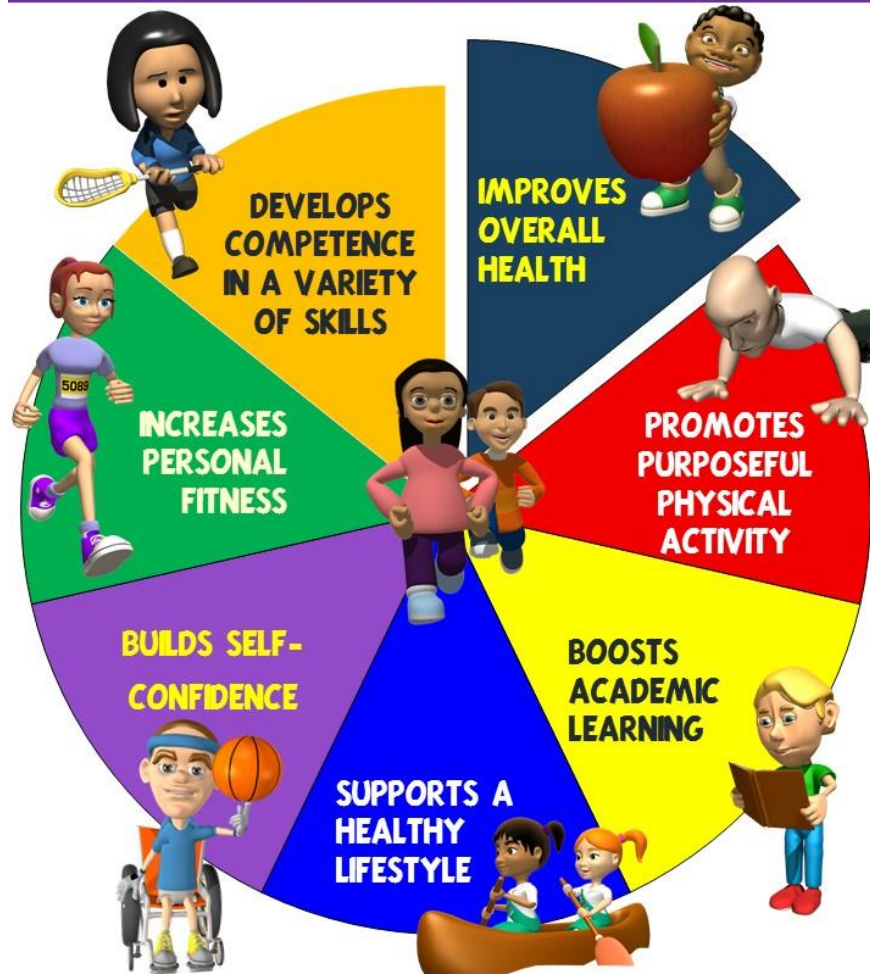 IMPROVES
OVERALL
HEALTH
PROMOTES
PURPOSEFUL
PHYSICAL
ACTIVITY
BOOSTS
ACADEMIC
LEARNING
SUPPORTS A
HEALTHY
LIFESTYLE
BUILDS SELF-
CONFIDENCE
INCREASES
PERSONAL
FITNESS
5089
DEVELOPS
COMPETENCE
IN A VARIETY
OF SKILLS